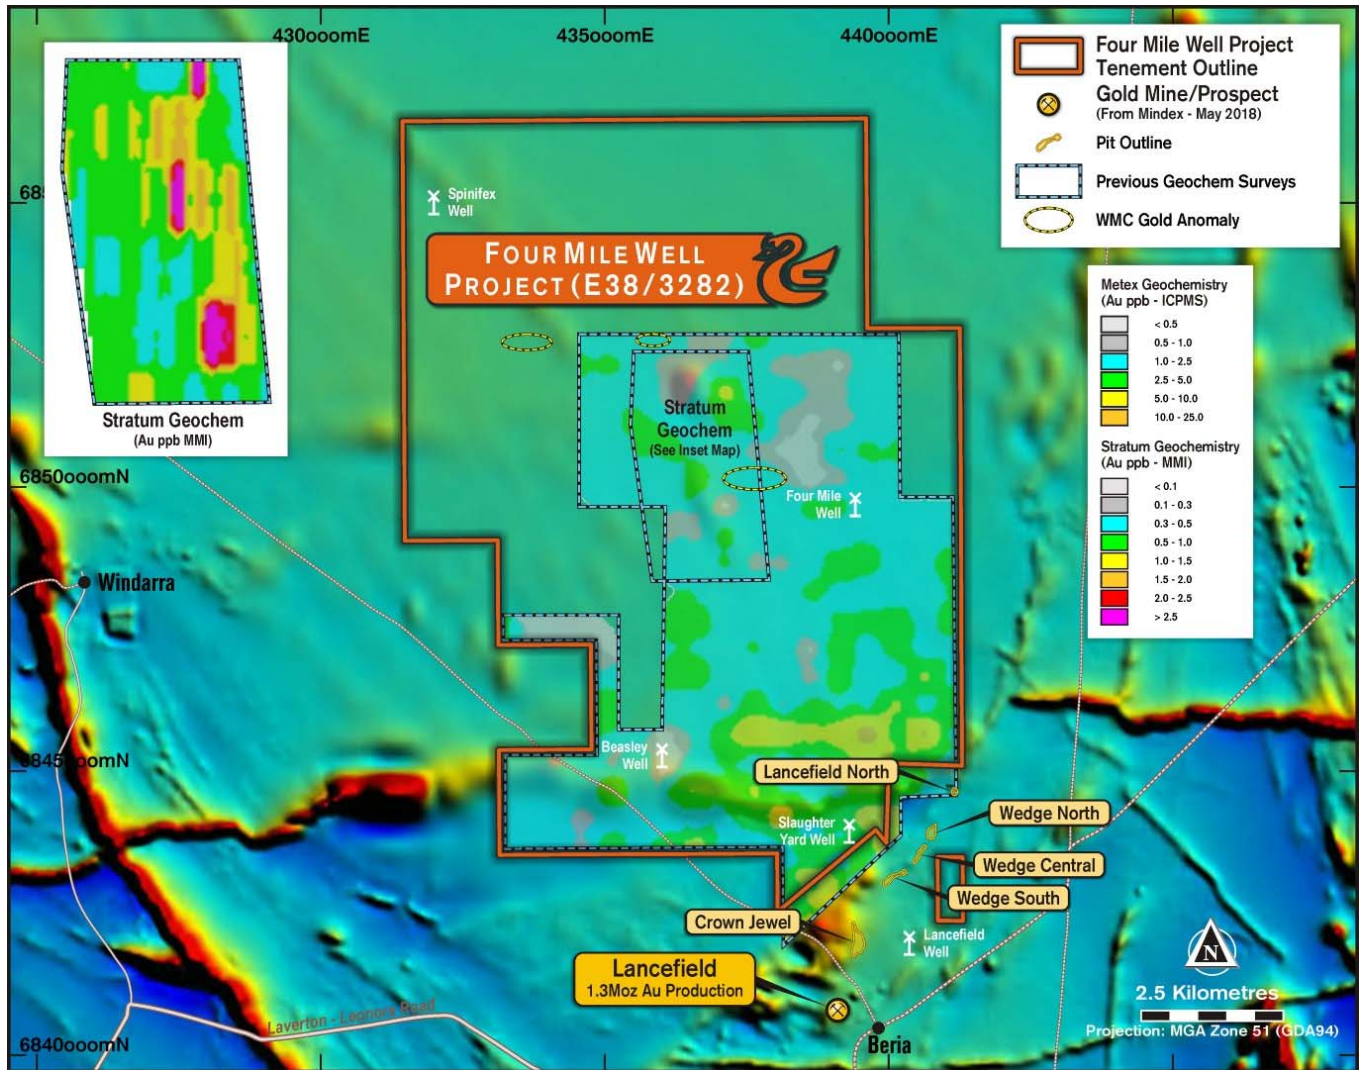 430000mE
435000mE
440000mE
685
6850000mN
6845000mN
6840000mN
Stratum Geochem
(Au ppb MMI)
Four Mile Well Project
Tenement Outline
Gold Mine/Prospect
(From Mindex - May 2018)
Pit Outline
Previous Geochem Surveys
WMC Gold Anomaly
Metex Geochemistry
(Au ppb - ICPMS)
< 0.5
0.5 - 1.0
1.0 - 2.5
2.5 - 5.0
5.0 - 10.0
10.0 - 25.0
Stratum Geochemistry
(Au ppb - MMI)
< 0.1
0.1 - 0.3
0.3 - 0.5
0.5 - 1.0
1.0 - 1.5
1.5 - 2.0
2.0 - 2.5
> 2.5
Spinifex
Well
FOUR MILE WELL
PROJECT (E38/3282)
Stratum
Geochem
(See Inset Map)
Four Mile
Well
Windarra
Beasley
Well
Lancefield North
Slaughter
Yard Well
Wedge North
Wedge Central
Wedge South
Crown Jewel
Lancefield
Well
Lancefield
1.3Moz Au Production
Laverton - Leonora Road
Beria
N
2.5 Kilometres
Projection: MGA Zone 51 (GDA94)